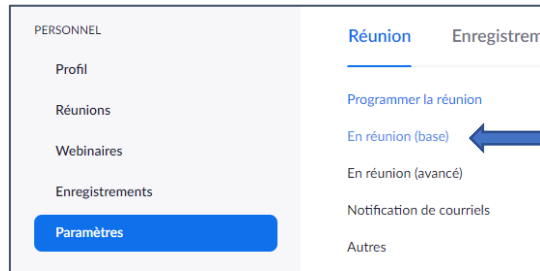 PERSONNEL
Profil
Réunions
Webinaires
Enregistrements
Paramètres
Réunion
Programmer la réunion
En réunion (base)
En réunion (avancé)
Notification de courriels
Autres